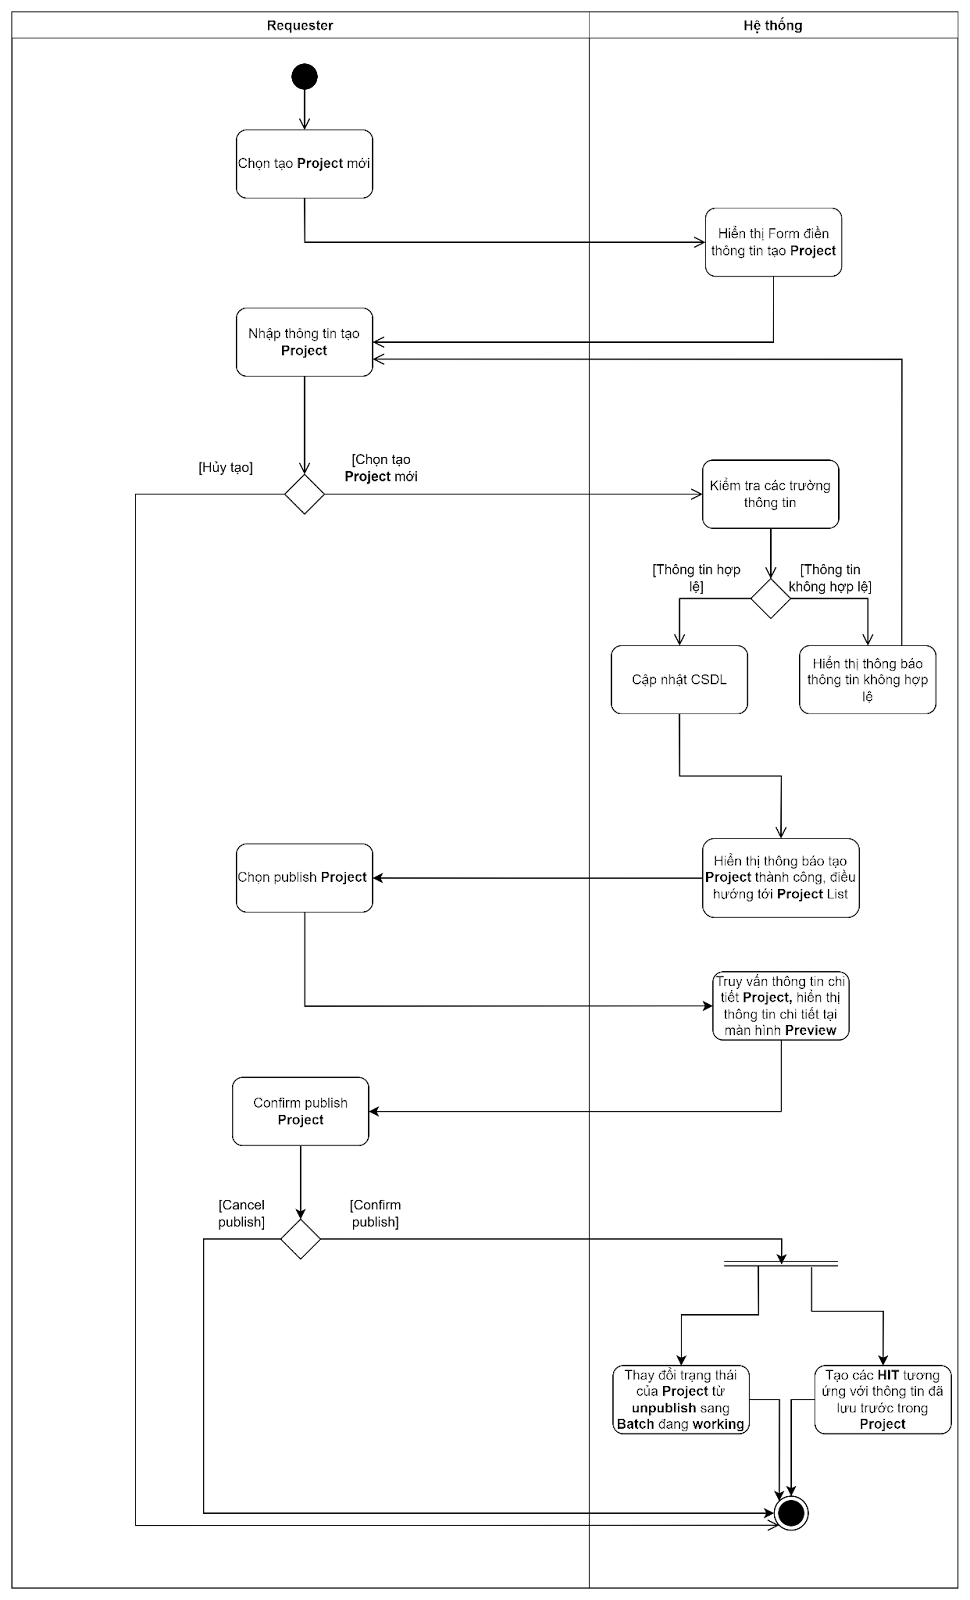 Requester
Hệ thống
Chọn tạo Project mới
Hiển thị Form điền
thông tin tạo Project
Nhập thông tin tạo
Project
[Hủy tạo]
[Chọn tạo
Project mới
Kiểm tra các trường
thông tin
[Thông tin hợp
lệ]
[Thông tin
không hợp lệ]
Cập nhật CSDL
Hiển thị thông báo
thông tin không hợp
lệ
Hiển thị thông báo tạo
Project thành công, điều
hướng tới Project List
Chọn publish Project
Truy vấn thông tin chi
tiết Project, hiển thị
thông tin chi tiết tại
màn hình Preview
Confirm publish
Project
[Cancel
publish]
[Confirm
publish]
Thay đổi trạng thái
của Project từ
unpublish sang
Batch đang working
Tạo các HIT tương
ứng với thông tin đã
lưu trước trong
Project